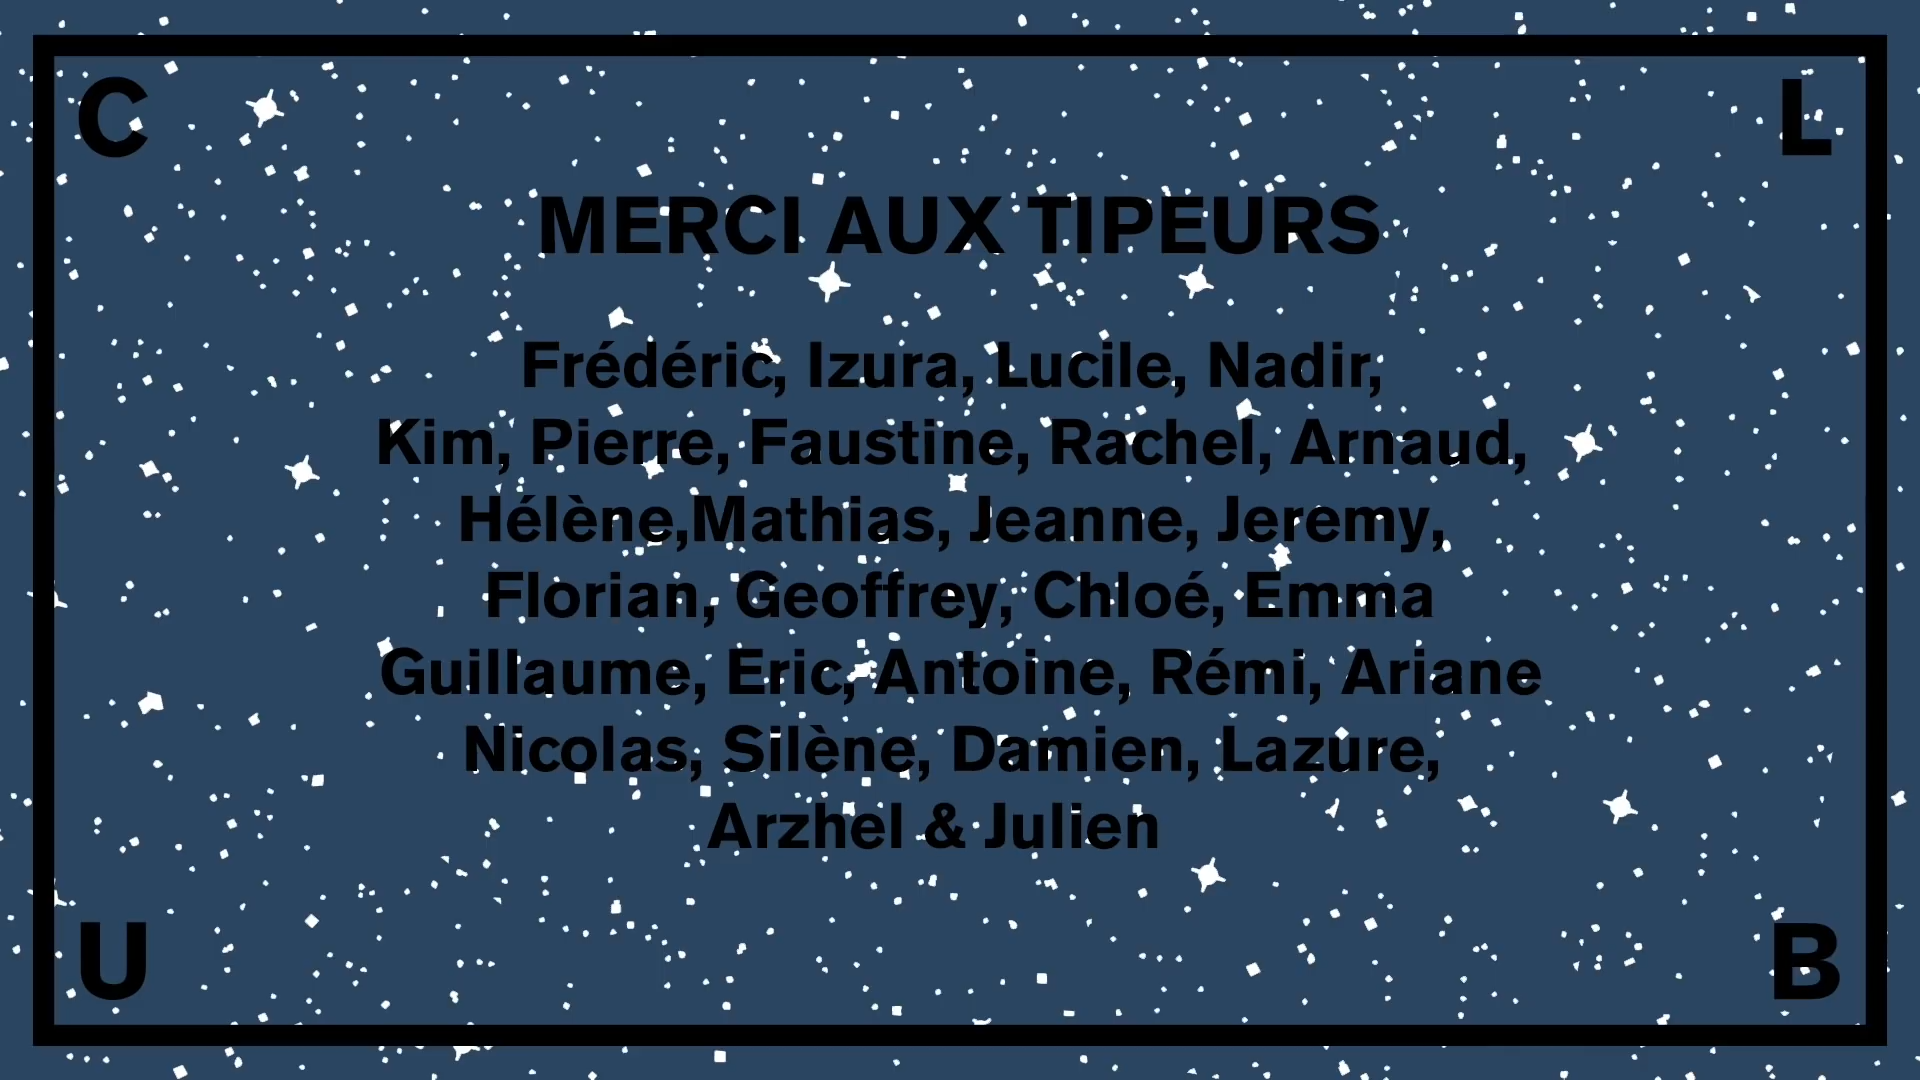 C L
MERCI AUX TIPEURS
Frédéric, Izura, Lucile, Nadir,
Kim, Pierre, Faustine, Rachel, Arnaud,
Hélène,Mathias, Jeanne, Jeremy,
Florian, Geoffrey, Chloé, Emma
Guillaume, Eric, Antoine, Rémi, Ariane
Nicolas, Silène, Damien, Lazure,
Arzhel & Julien
U B